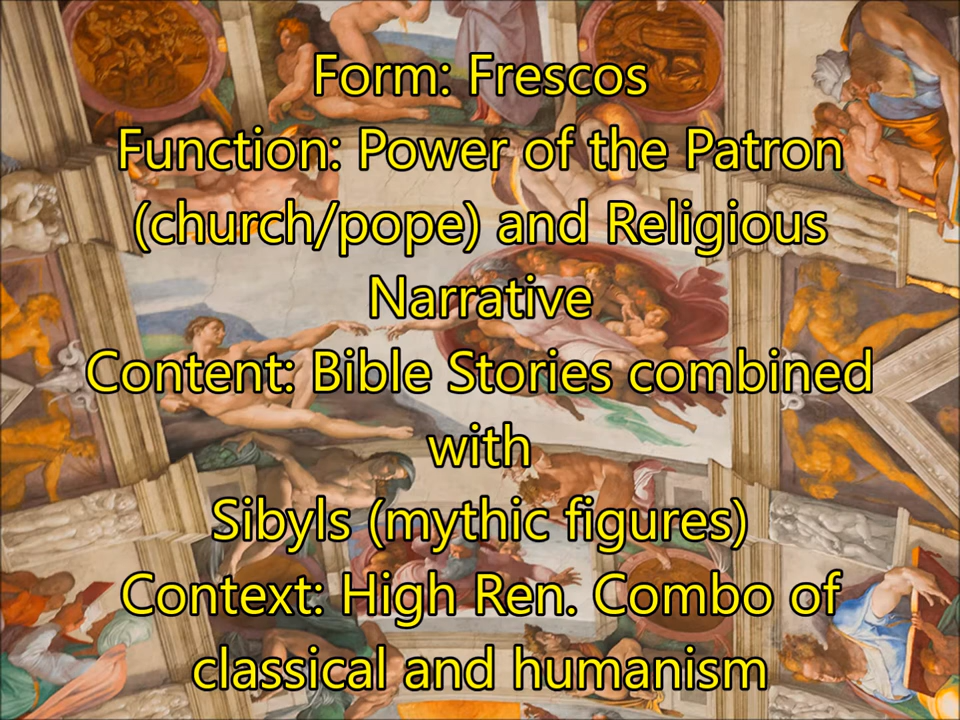 Form: Frescos
Function: Power of the Patron
(church/pope) and Religious
Narrative
Content: Bible Stories combined
with
Sibyls (mythic figures)
Context: High Ren. Combo of
classical and humanism